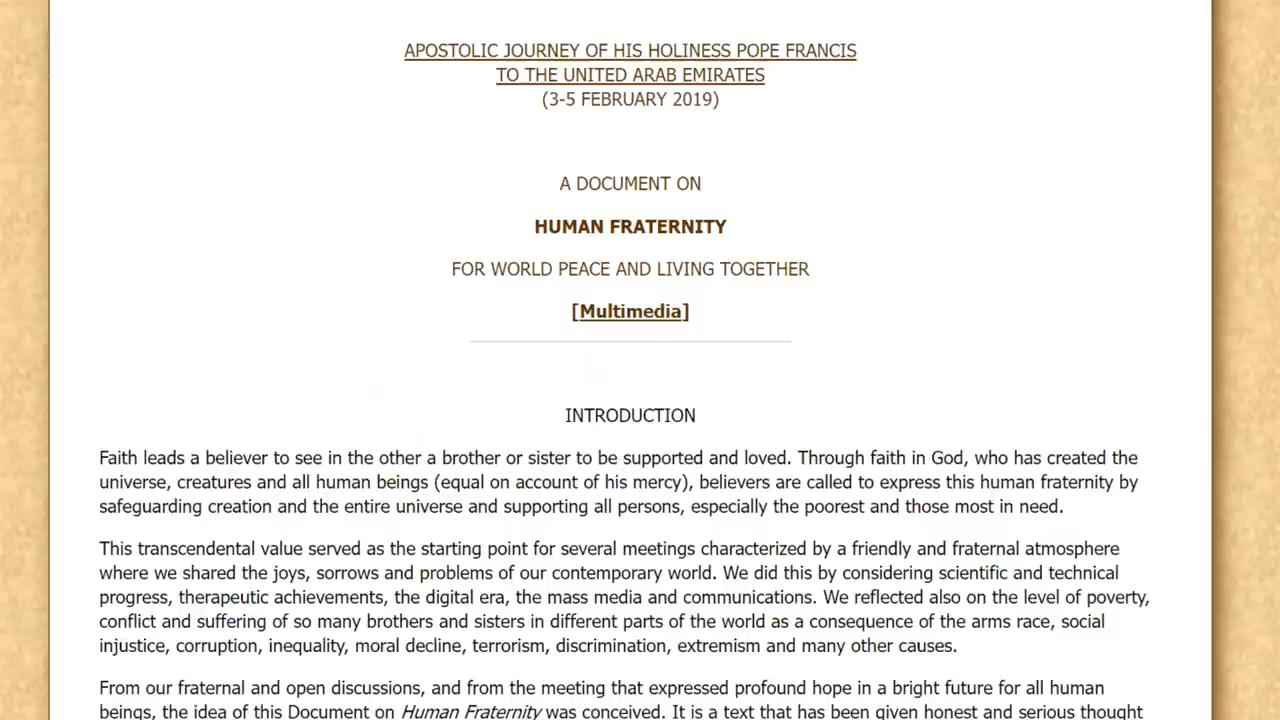 APOSTOLIC JOURNEY OF HIS HOLINESS POPE FRANCIS
TO THE UNITED ARAB EMIRATES
(3-5 FEBRUARY 2019)
A DOCUMENT ON
HUMAN FRATERNITY
FOR WORLD PEACE AND LIVING TOGETHER
[Multimedia]
INTRODUCTION
Faith leads a believer to see in the other a brother or sister to be supported and loved. Through faith in God, who has created the
universe, creatures and all human beings (equal on account of his mercy), believers are called to express this human fraternity by
safeguarding creation and the entire universe and supporting all persons, especially the poorest and those most in need.
This transcendental value served as the starting point for several meetings characterized by a friendly and fraternal atmosphere
where we shared the joys, sorrows and problems of our contemporary world. We did this by considering scientific and technical
progress, therapeutic achievements, the digital era, the mass media and communications. We reflected also on the level of poverty,
conflict and suffering of so many brothers and sisters in different parts of the world as a consequence of the arms race, social
injustice, corruption, inequality, moral decline, terrorism, discrimination, extremism and many other causes.
From our fraternal and open discussions, and from the meeting that expressed profound hope in a bright future for all human
beings, the idea of this Document on Human Fraternity was conceived. It is a text that has been given honest and serious thought